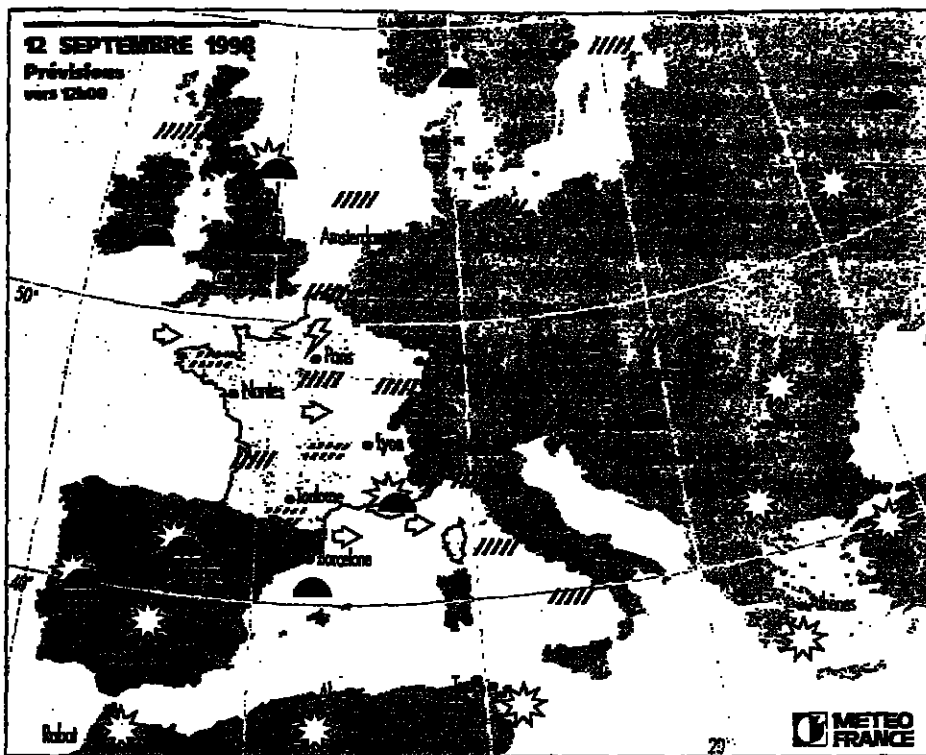 12 SEPTEMBRE 1998
Prévisions
vers 12h00
Amsterdam
50°
Paris
Nantes
Lyon
Toulouse
Barcelone
40°
Athènes
Rabat
20°
METEO
FRANCE